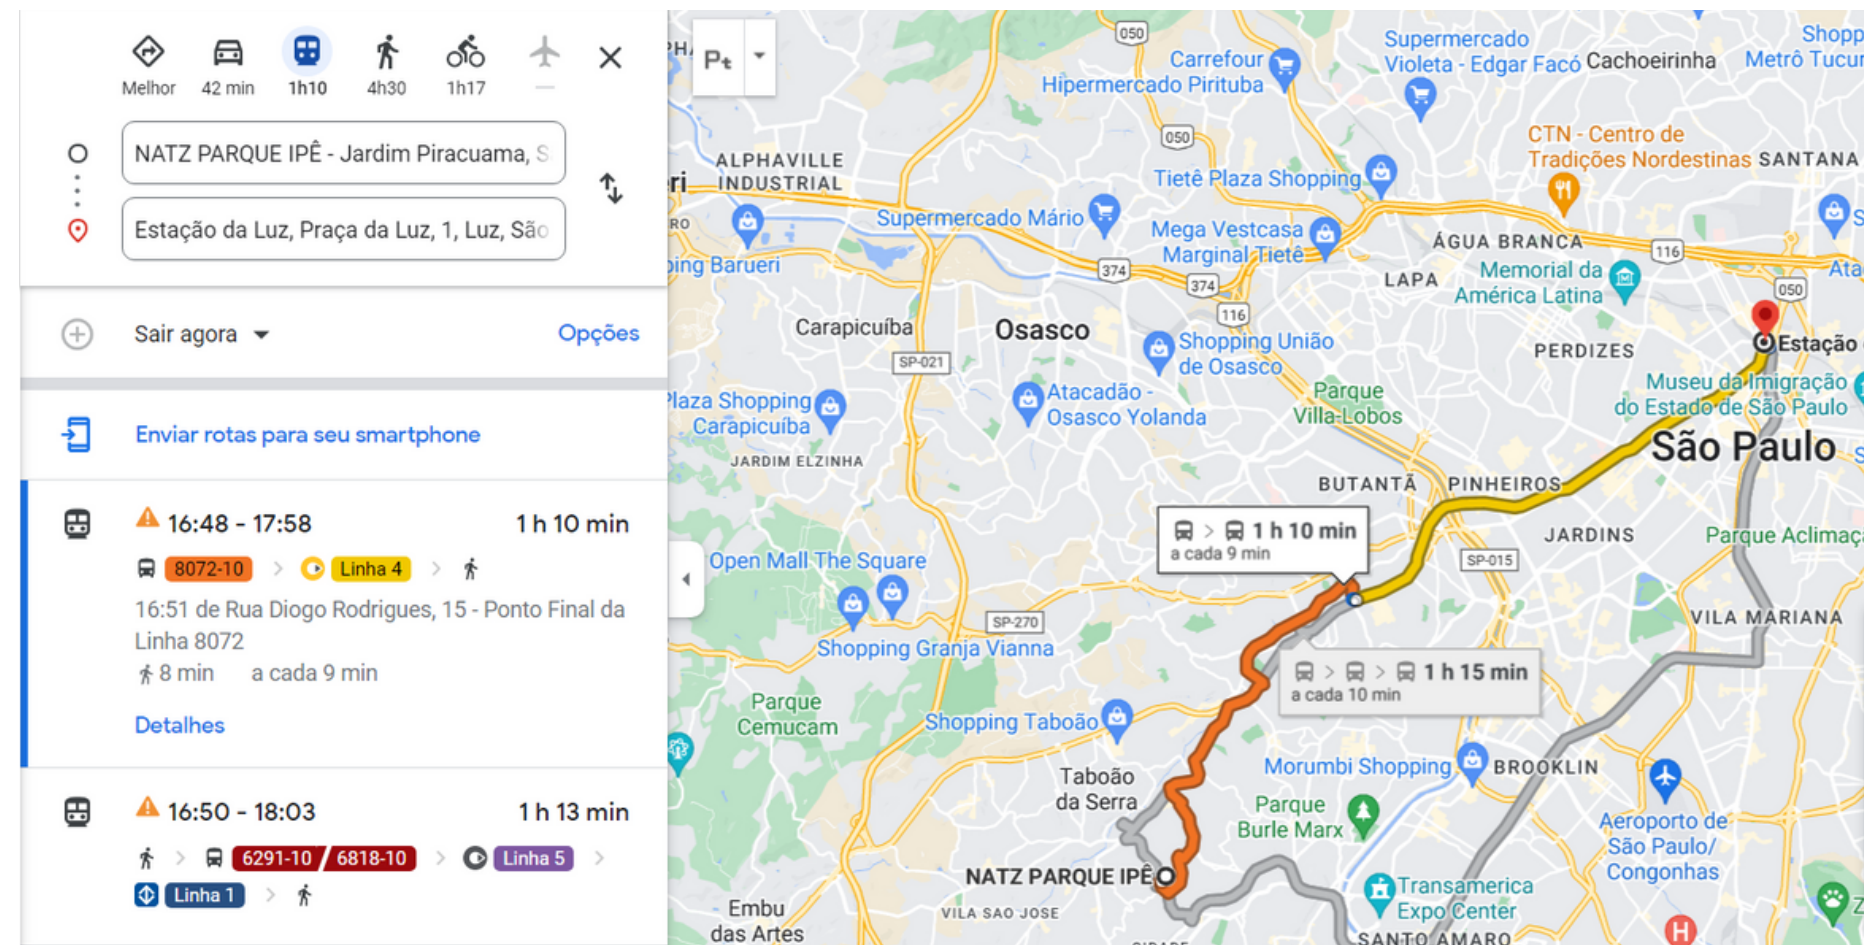 Melhor
42 min
1h10
4h30
1h17
NATZ PARQUE IPÊ - Jardim Piracuama, S
Estação da Luz, Praça da Luz, 1, Luz, São
Sair agora
Opções
Enviar rotas para seu smartphone
16:48 - 17:58
1 h 10 min
8072-10
Linha 4
16:51 de Rua Diogo Rodrigues, 15 - Ponto Final da
Linha 8072
8 min
a cada 9 min
Detalhes
16:50 - 18:03
1 h 13 min
6291-10 / 6818-10
Linha 5
Linha 1
050
Carrefour
Hipermercado Pirituba
Supermercado
Violeta - Edgar Facó
Cachoeirinha
Shopp
Metrô Tucur
050
CTN - Centro de
Tradições Nordestinas
SANTANA
ALPHAVILLE
INDUSTRIAL
ri
Tietê Plaza Shopping
RO
Supermercado Mário
Mega Vestcasa
Marginal Tietê
ÁGUA BRANCA
116
ping Barueri
374
374
LAPA
Memorial da
América Latina
Ata
050
116
Carapicuíba
Osasco
Shopping União
de Osasco
PERDIZES
Estação
SP-021
Plaza Shopping
Carapicuíba
Atacadão -
Osasco Yolanda
Parque
Villa-Lobos
Museu da Imigração
do Estado de São Paulo
São Paulo
JARDIM ELZINHA
BUTANTÃ
PINHEIROS
1 h 10 min
a cada 9 min
JARDINS
Parque Aclimaç
Open Mall The Square
SP-015
SP-270
Shopping Granja Vianna
VILA MARIANA
1 h 15 min
a cada 10 min
Parque
Cemucam
Shopping Taboão
Taboão
da Serra
Morumbi Shopping
BROOKLIN
Parque
Burle Marx
Aeroporto de
São Paulo/
Congonhas
NATZ PARQUE IPÊ
Transamerica
Expo Center
Embu
das Artes
VILA SAO JOSE
SANTO AMARO
H